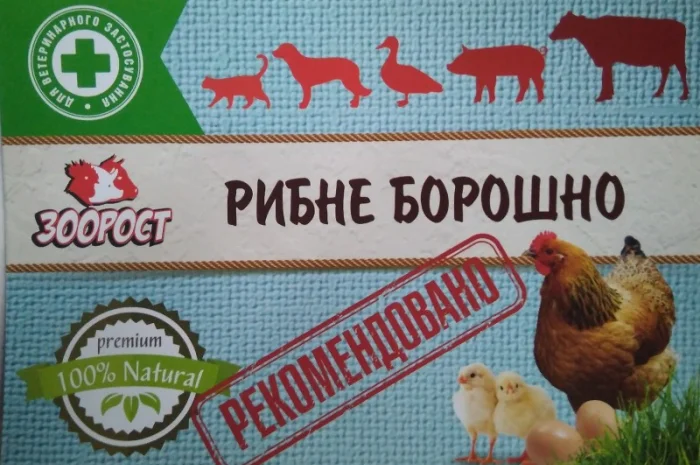 ДЛЯ ВЕТЕРИНАРНОГО ЗАСТОСУВАННЯ
ЗООРОСТ
РИБНЕ БОРОШНО
РЕКОМЕНДОВАНО
premium
100% Natural